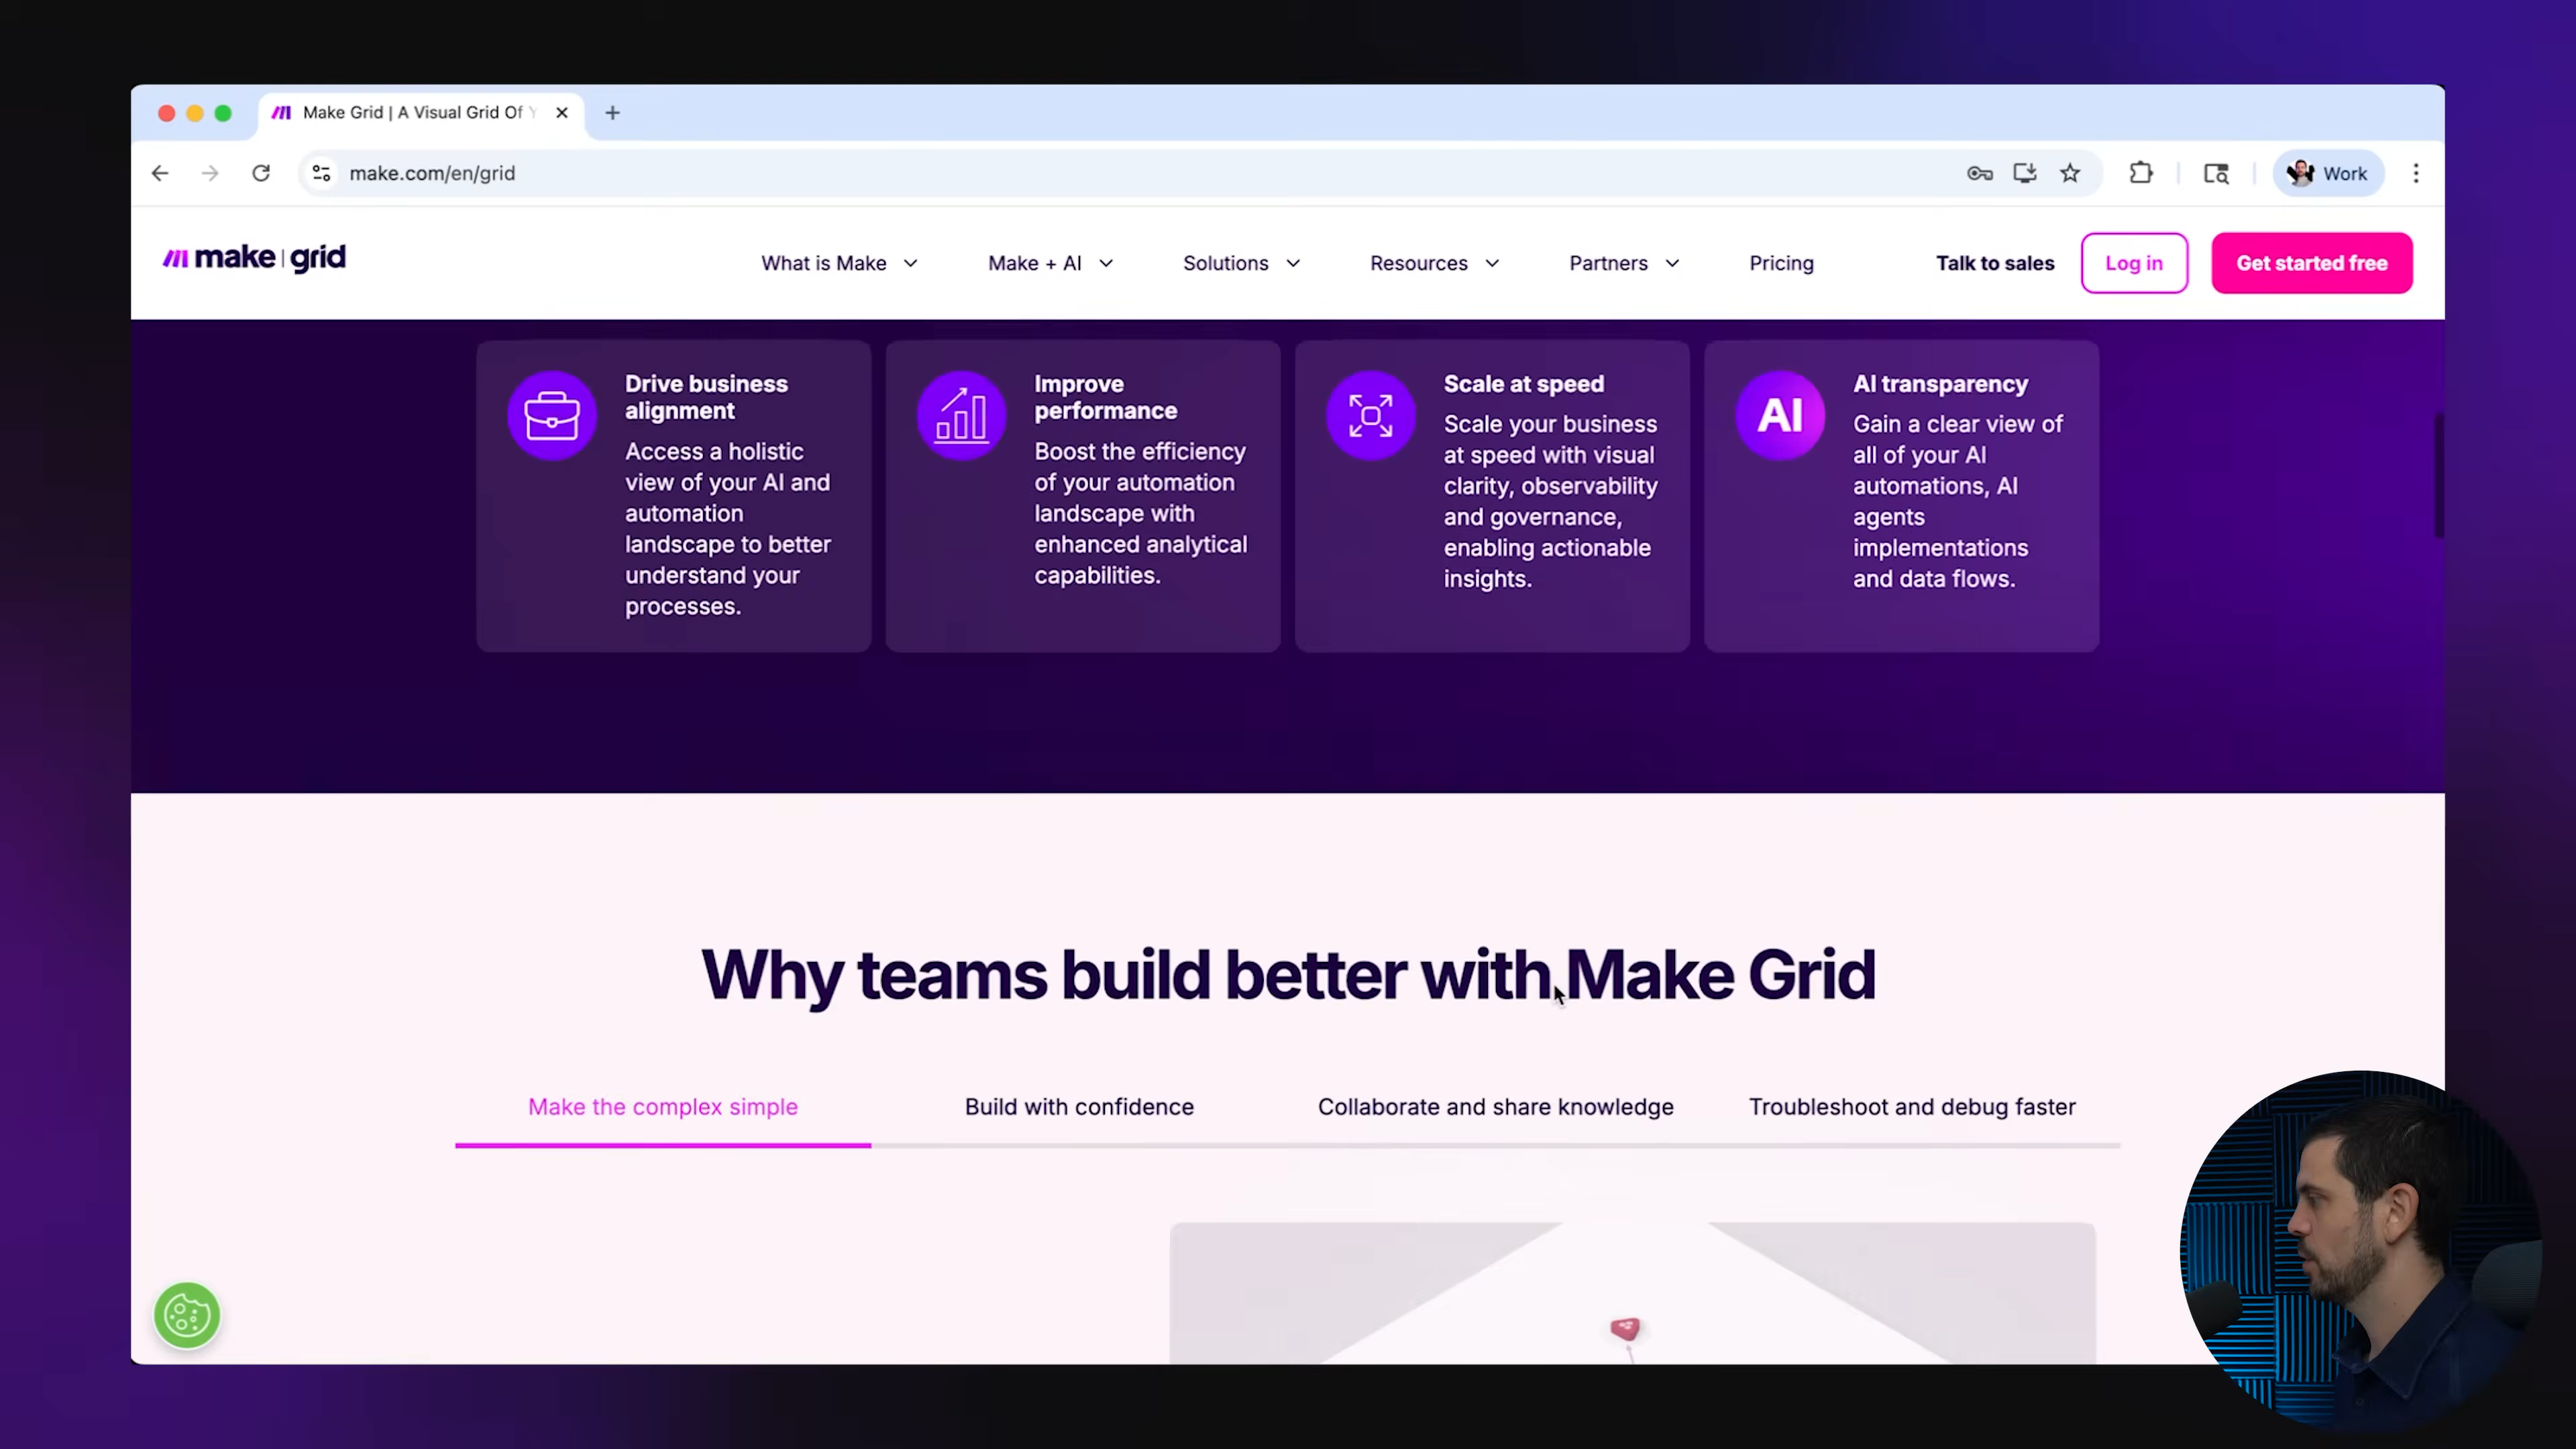 Make Grid | A Visual Grid Of Y
make.com/en/grid
Work
make | grid
What is Make
Make + AI
Solutions
Resources
Partners
Pricing
Talk to sales
Log in
Get started free
Drive business
alignment
Access a holistic
view of your AI and
automation
landscape to better
understand your
processes.
Improve
performance
Boost the efficiency
of your automation
landscape with
enhanced analytical
capabilities.
Scale at speed
Scale your business
at speed with visual
clarity, observability
and governance,
enabling actionable
insights.
AI
AI transparency
Gain a clear view of
all of your AI
automations, AI
agents
implementations
and data flows.
Why teams build better with Make Grid
Make the complex simple
Build with confidence
Collaborate and share knowledge
Troubleshoot and debug faster